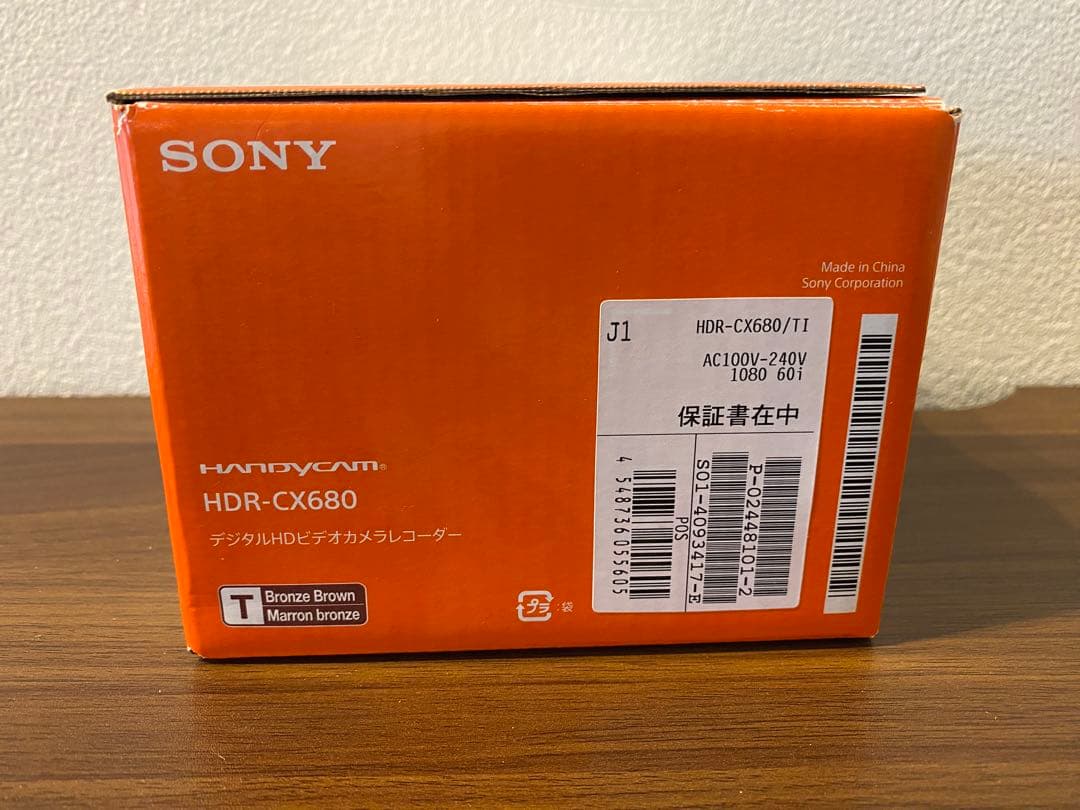 SONY
Made in China
Sony Corporation
J1
HDR-CX680/TI
AC100V-240V
1080 60i
保証書在中
4 548736 055605
POS
S01-4093417-E
P-02448101-2
HANDYCAM®
HDR-CX680
デジタルHDビデオカメラレコーダー
T
Bronze Brown
Marron bronze
プラ :袋